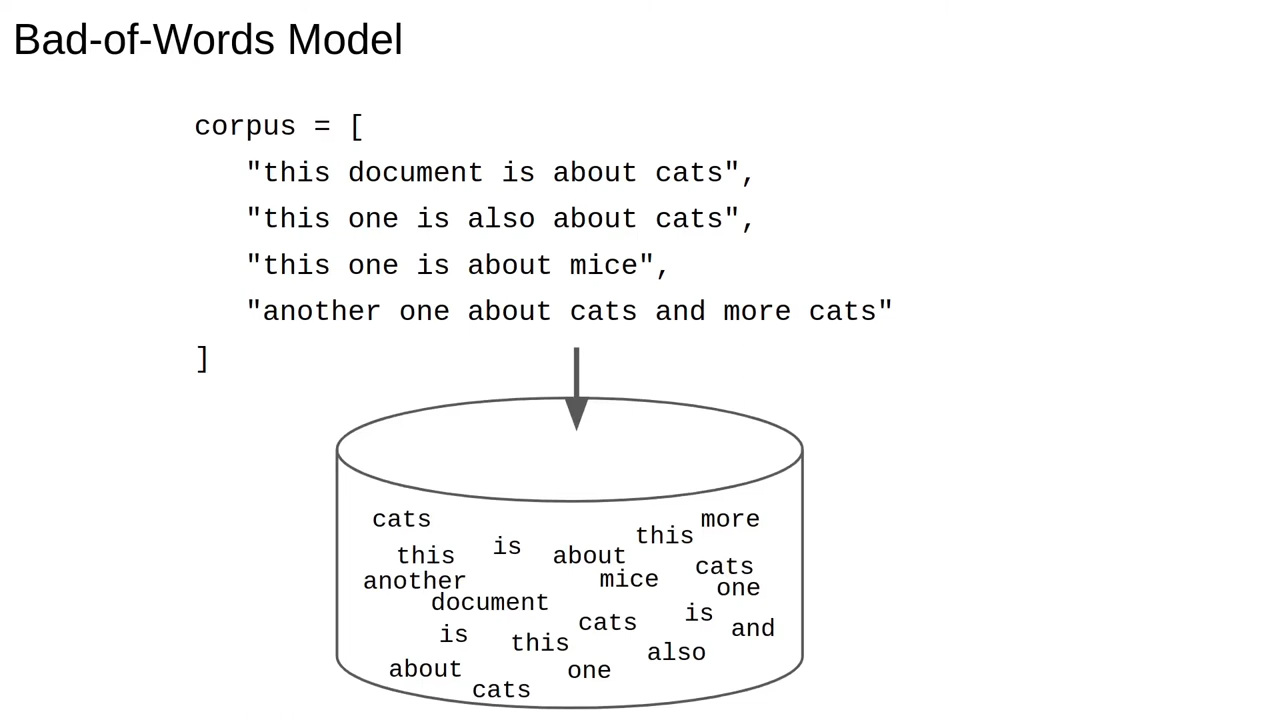 Bad-of-Words Model
corpus = [
"this document is about cats",
"this one is also about cats",
"this one is about mice",
"another one about cats and more cats"
]
cats
more
this
is
this
about
cats
another
mice
one
document
cats
is
and
is
this
also
about
one
cats